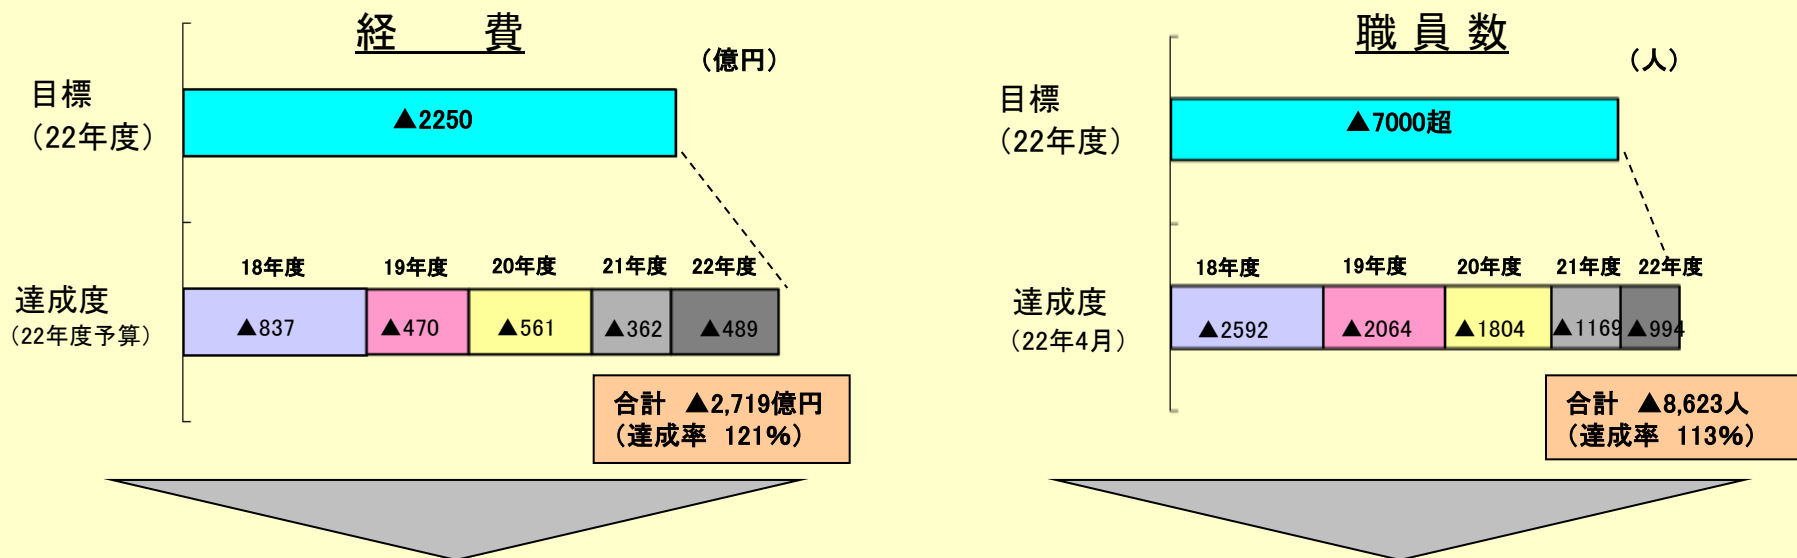 経　　費
（億円）
目標
（22年度）
▲2250
18年度 19年度 20年度 21年度 22年度
達成度
（22年度予算）
▲837 ▲470 ▲561 ▲362 ▲489
合計　▲2,719億円
（達成率　121%）
職 員 数
（人）
目標
（22年度）
▲7000超
18年度 19年度 20年度 21年度 22年度
達成度
（22年4月）
▲2592 ▲2064 ▲1804 ▲1169 ▲994
合計　▲8,623人
（達成率　113%）